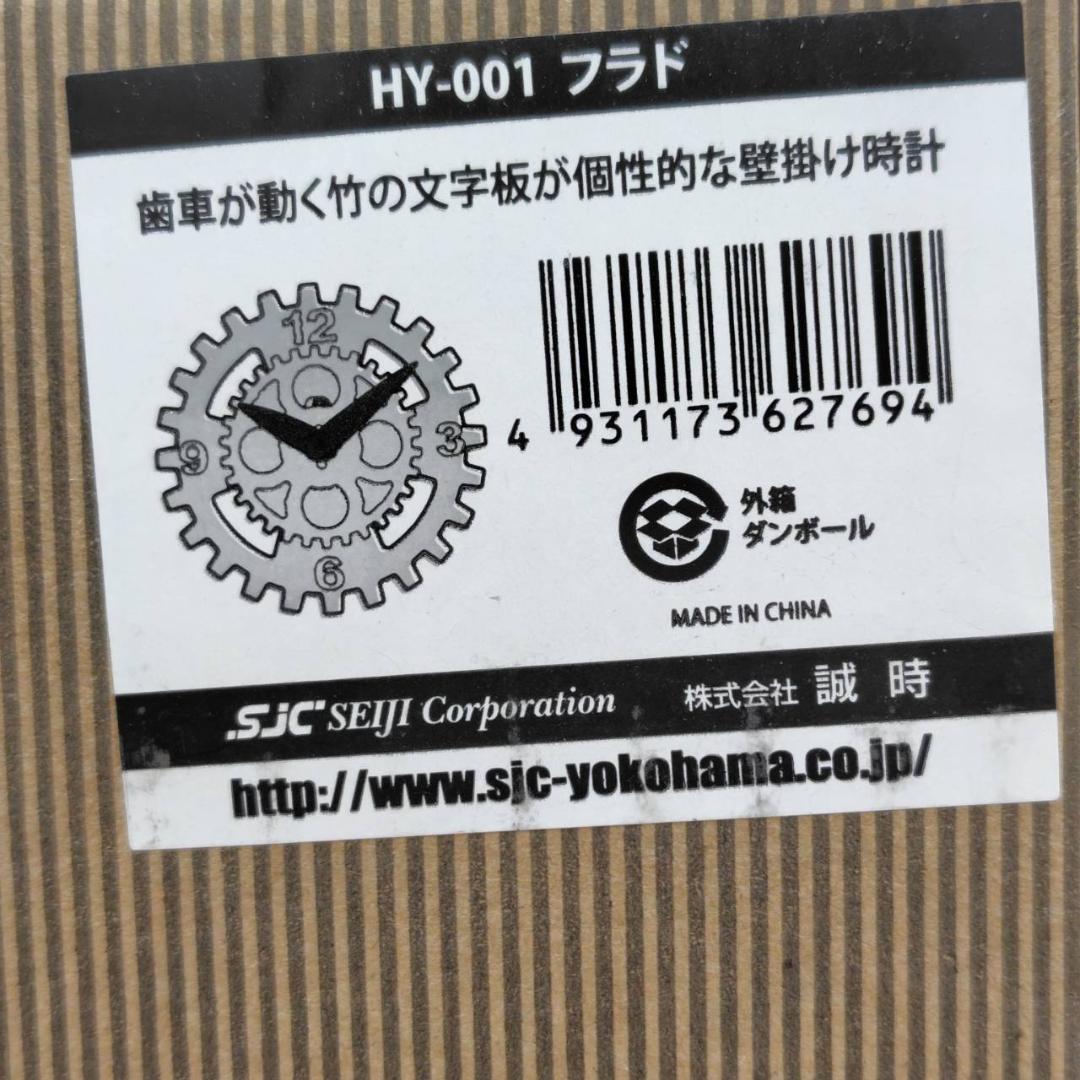 HY-001 フラド
歯車が動く竹の文字板が個性的な壁掛け時計
12
3
9
6
4 931173 627694
外箱
ダンボール
MADE IN CHINA
SJC SEIJI Corporation 株式会社 誠時
http://www.sjc-yokohama.co.jp/